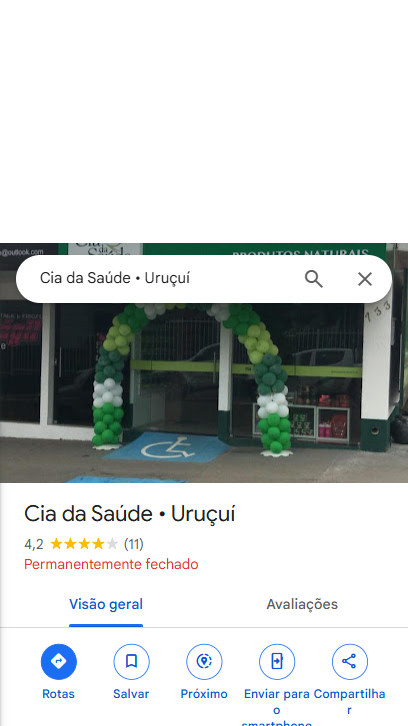 @outlook.com
Cia
da
Saúde
PRODUTOS NATURAIS
Cia da Saúde • Uruçuí
733
Cia da Saúde • Uruçuí
4,2 (11)
Permanentemente fechado
Visão geral Avaliações
Rotas Salvar Próximo Enviar para o smartphone Compartilhar